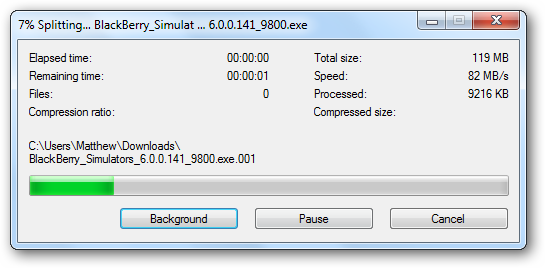 7% Splitting... BlackBerry_Simulat ... 6.0.0.141_9800.exe
Elapsed time: 00:00:00 Total size: 119 MB
Remaining time: 00:00:01 Speed: 82 MB/s
Files: 0 Processed: 9216 KB
Compression ratio: Compressed size:
C:\Users\Matthew\Downloads\
BlackBerry_Simulators_6.0.0.141_9800.exe.001
Background Pause Cancel